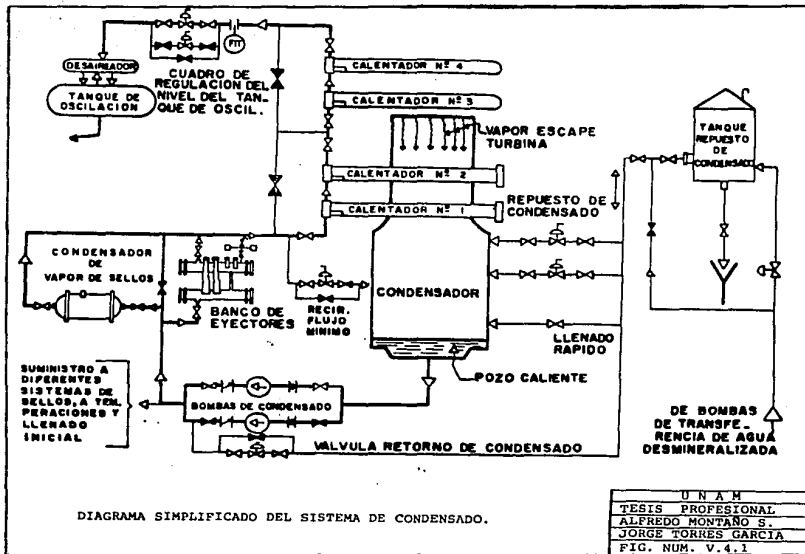 FIT
DESAIREADOR
TANQUE DE
OSCILACION
CUADRO DE
REGULACION DEL
NIVEL DEL TAN_
QUE DE OSCIL.
CALENTADOR Nº 4
CALENTADOR Nº 3
VAPOR ESCAPE
TURBINA
CALENTADOR Nº 2
CALENTADOR Nº 1
REPUESTO DE
CONDENSADO
TANQUE
REPUESTO
DE
CONDENSADO
CONDENSADOR
DE
VAPOR DE SELLOS
BANCO DE
EYECTORES
RECIR.
FLUJO
MINIMO
CONDENSADOR
LLENADO
RAPIDO
POZO CALIENTE
SUMINISTRO A
DIFERENTES
SISTEMAS DE
SELLOS, A TEM_
PERACIONES Y
LLENADO
INICIAL
BOMBAS DE CONDENSADO
VALVULA RETORNO DE CONDENSADO
DE BOMBAS
DE TRANSFE_
RENCIA DE AGUA
DESMINERALIZADA
DIAGRAMA SIMPLIFICADO DEL SISTEMA DE CONDENSADO.
U N A M
TESIS PROFESIONAL
ALFREDO MONTAÑO S.
JORGE TORRES GARCIA
FIG. NUM. V.4.1